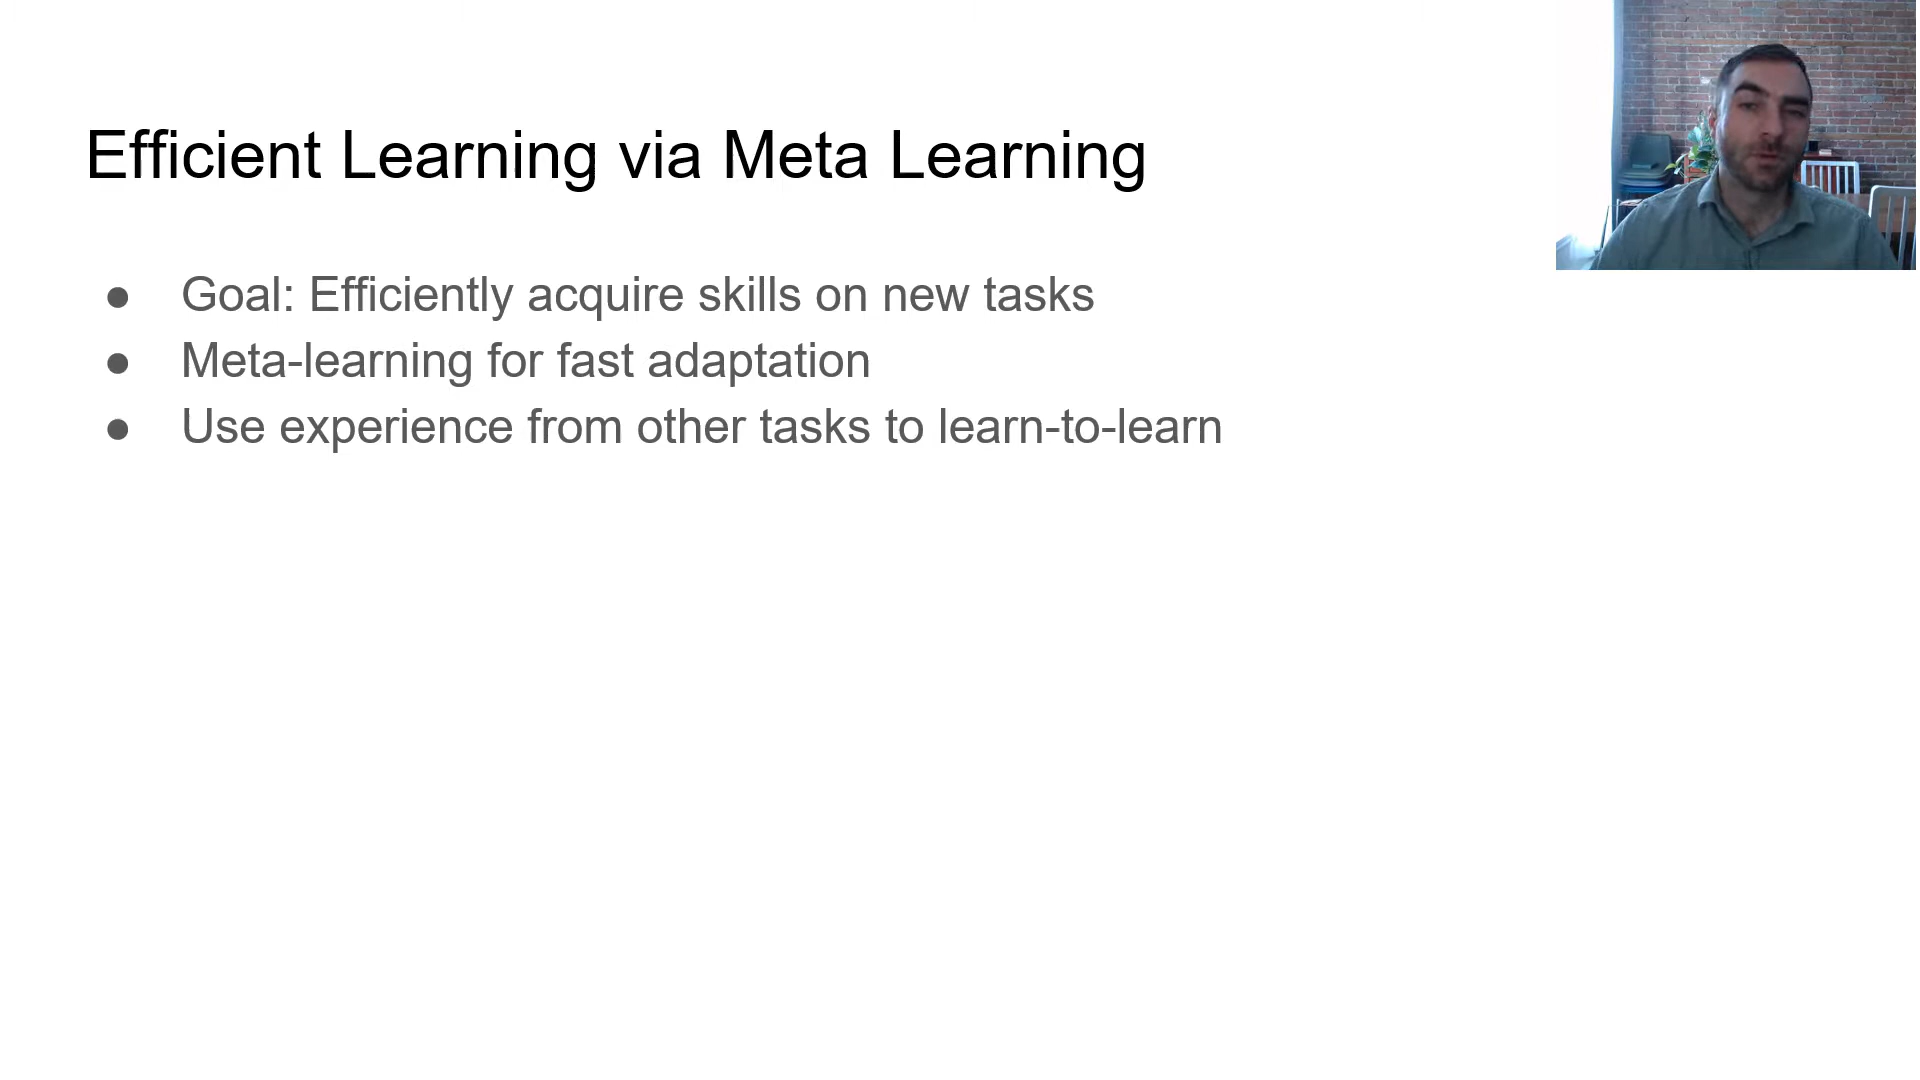 Efficient Learning via Meta Learning
● Goal: Efficiently acquire skills on new tasks
● Meta-learning for fast adaptation
● Use experience from other tasks to learn-to-learn